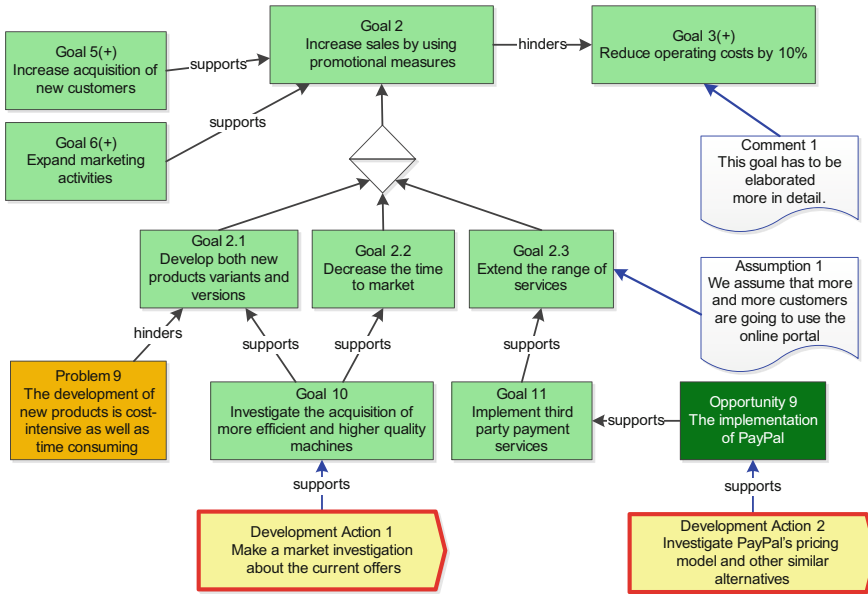 Goal 5(+)
Increase acquisition of
new customers
supports
Goal 2
Increase sales by using
promotional measures
hinders
Goal 3(+)
Reduce operating costs by 10%
Goal 6(+)
Expand marketing
activities
supports
Comment 1
This goal has to be
elaborated
more in detail.
Goal 2.1
Develop both new
products variants and
versions
Goal 2.2
Decrease the time
to market
Goal 2.3
Extend the range of
services
Assumption 1
We assume that more
and more customers
are going to use the
online portal
hinders
supports
supports
supports
Problem 9
The development of
new products is cost-
intensive as well as
time consuming
Goal 10
Investigate the acquisition of
more efficient and higher quality
machines
Goal 11
Implement third
party payment
services
supports
Opportunity 9
The implementation
of PayPal
supports
supports
Development Action 1
Make a market investigation
about the current offers
Development Action 2
Investigate PayPal's pricing
model and other similar
alternatives